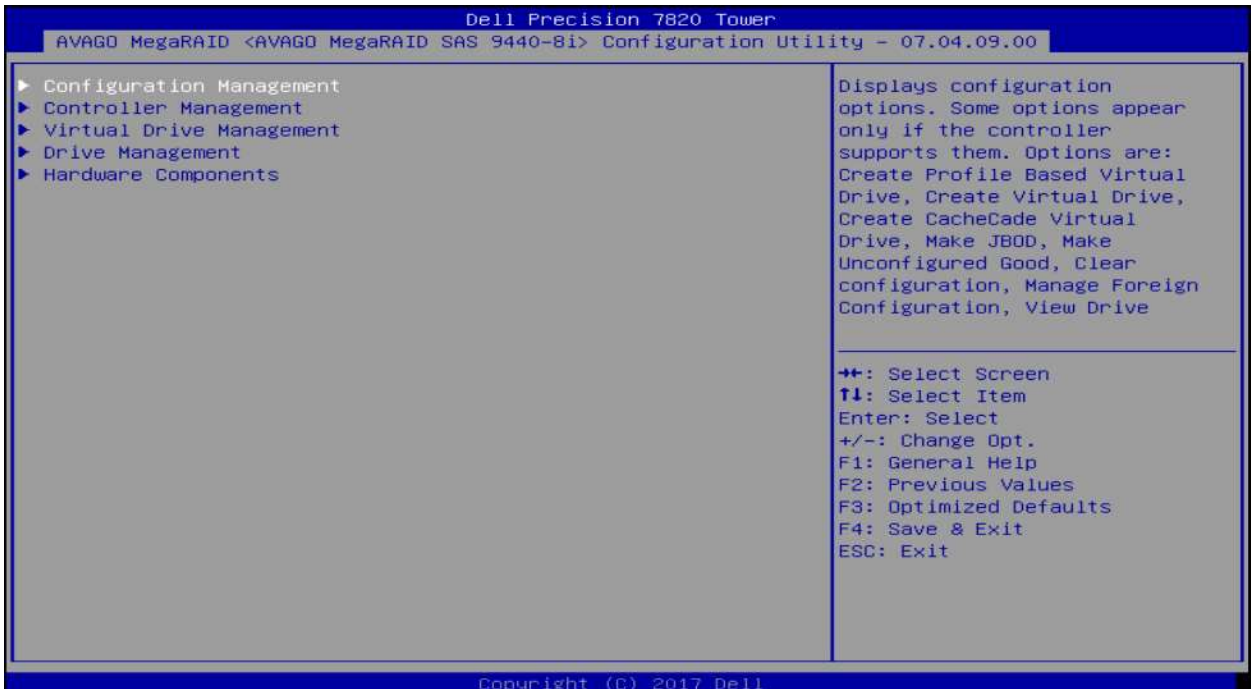 Dell Precision 7820 Tower
AVAGO MegaRAID <AVAGO MegaRAID SAS 9440-8i> Configuration Utility - 07.04.09.00
▶ Configuration Management
▶ Controller Management
▶ Virtual Drive Management
▶ Drive Management
▶ Hardware Components
Displays configuration
options. Some options appear
only if the controller
supports them. Options are:
Create Profile Based Virtual
Drive, Create Virtual Drive,
Create CacheCade Virtual
Drive, Make JBOD, Make
Unconfigured Good, Clear
configuration, Manage Foreign
Configuration, View Drive
→←: Select Screen
↑↓: Select Item
Enter: Select
+/-: Change Opt.
F1: General Help
F2: Previous Values
F3: Optimized Defaults
F4: Save & Exit
ESC: Exit
Copyright (C) 2017 Dell